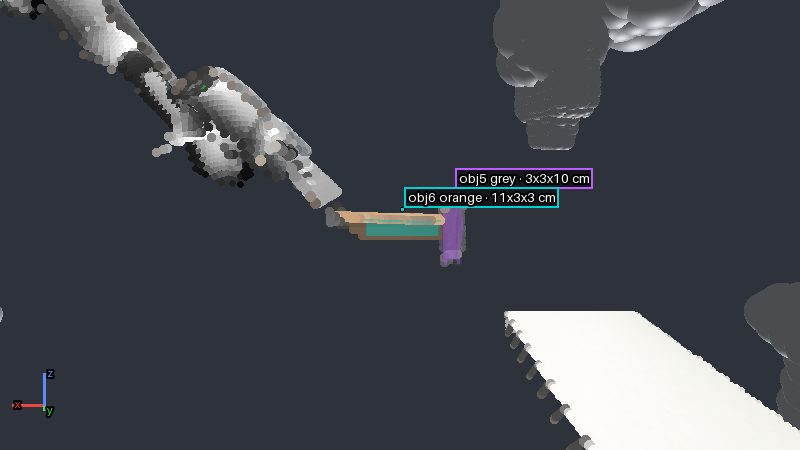 obj5 grey · 3x3x10 cm
obj6 orange · 11x3x3 cm
z
x
y